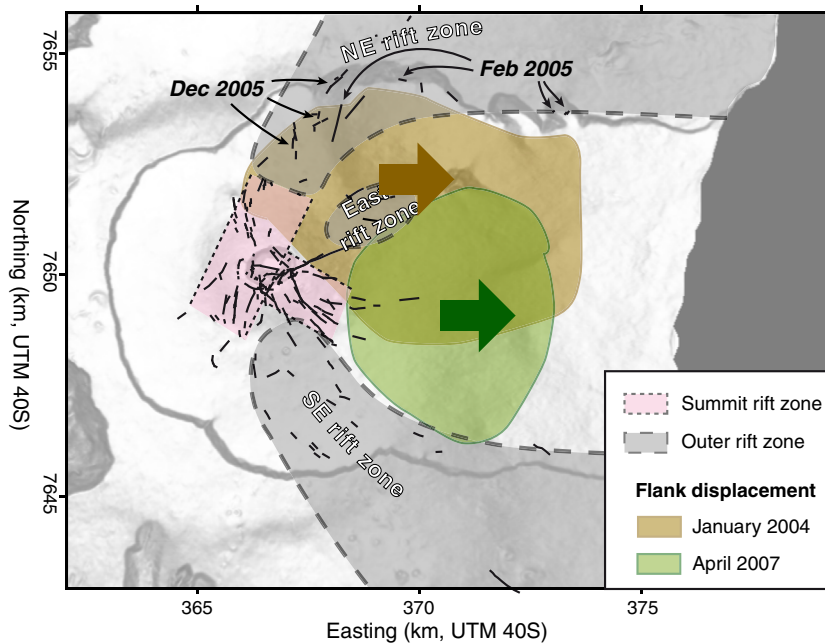 7655
7650
7645
Northing (km, UTM 40S)
NE rift zone
Dec 2005
Feb 2005
East
rift zone
SE rift zone
Summit rift zone
Outer rift zone
Flank displacement
January 2004
April 2007
365
370
375
Easting (km, UTM 40S)